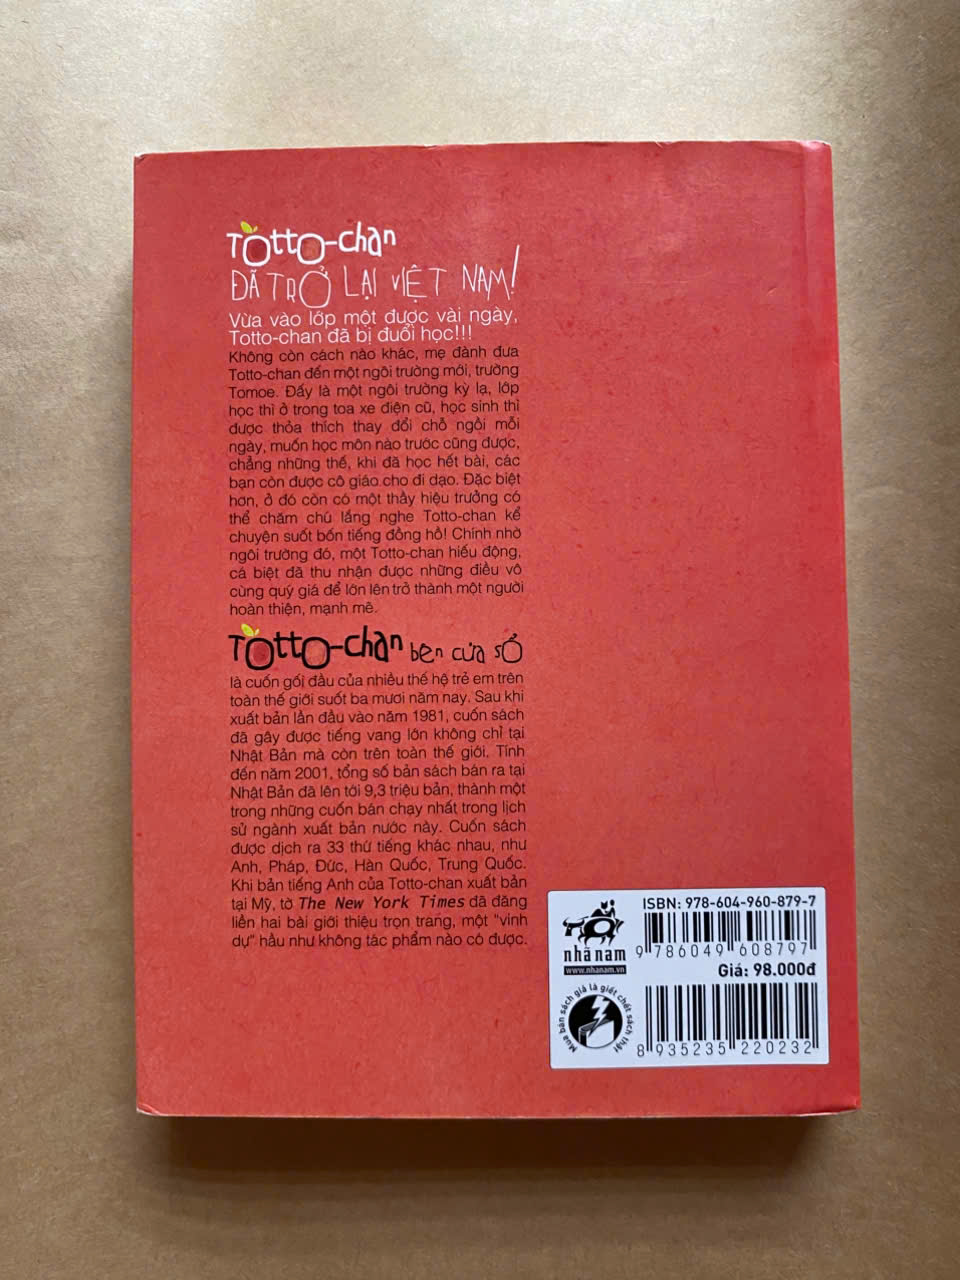 Totto-chan
ĐÃ TRỞ LẠI VIỆT NAM!
Vừa vào lớp một được vài ngày,
Totto-chan đã bị đuổi học!!!
Không còn cách nào khác, mẹ đành đưa
Totto-chan đến một ngôi trường mới, trường
Tomoe. Đấy là một ngôi trường kỳ lạ, lớp
học thì ở trong toa xe điện cũ, học sinh thì
được thỏa thích thay đổi chỗ ngồi mỗi
ngày, muốn học môn nào trước cũng được,
chẳng những thế, khi đã học hết bài, các
bạn còn được cô giáo cho đi dạo. Đặc biệt
hơn, ở đó còn có một thầy hiệu trưởng có
thể chăm chú lắng nghe Totto-chan kể
chuyện suốt bốn tiếng đồng hồ! Chính nhờ
ngôi trường đó, một Totto-chan hiếu động,
cá biệt đã thu nhận được những điều vô
cùng quý giá để lớn lên trở thành một người
hoàn thiện, mạnh mẽ.
Totto-chan bên cửa sổ
là cuốn gối đầu của nhiều thế hệ trẻ em trên
toàn thế giới suốt ba mươi năm nay. Sau khi
xuất bản lần đầu vào năm 1981, cuốn sách
đã gây được tiếng vang lớn không chỉ tại
Nhật Bản mà còn trên toàn thế giới. Tính
đến năm 2001, tổng số bản sách bán ra tại
Nhật Bản đã lên tới 9,3 triệu bản, thành một
trong những cuốn bán chạy nhất trong lịch
sử ngành xuất bản nước này. Cuốn sách
được dịch ra 33 thứ tiếng khác nhau, như
Anh, Pháp, Đức, Hàn Quốc, Trung Quốc.
Khi bản tiếng Anh của Totto-chan xuất bản
tại Mỹ, tờ The New York Times đã đăng
liền hai bài giới thiệu trọn trang, một "vinh
dự" hầu như không tác phẩm nào có được.
ISBN: 978-604-960-879-7
9 786049 608797
nhã nam
www.nhanam.vn
Giá: 98.000đ
Mua bán sách giả là giết chết sách thật
8 935235 220232